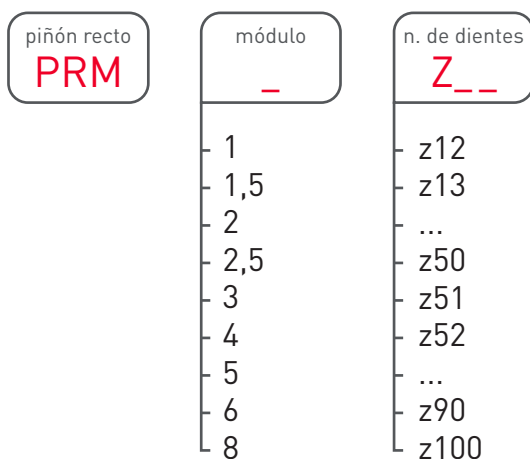 piñón recto
PRM
módulo
_
n. de dientes
Z_ _
1
1,5
2
2,5
3
4
5
6
8
z12
z13
...
z50
z51
z52
...
z90
z100